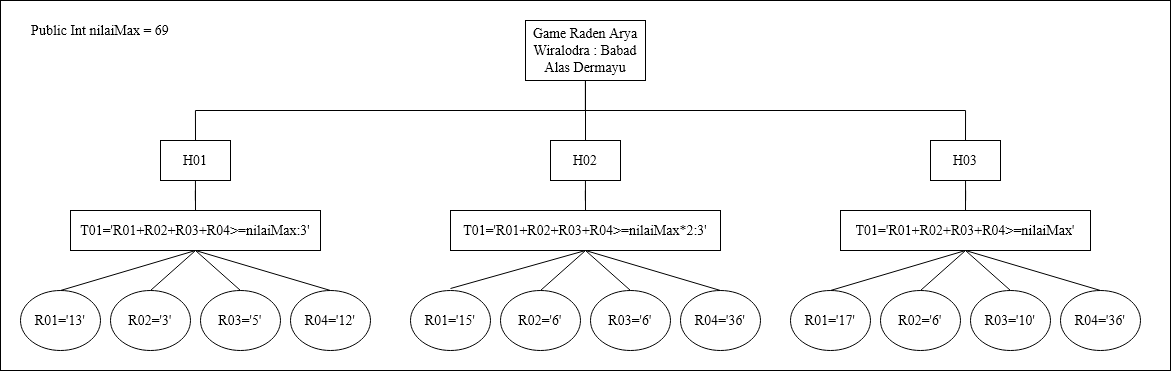 Public Int nilaiMax = 69
Game Raden Arya
Wiralodra : Babad
Alas Dermayu
H01
H02
H03
T01='R01+R02+R03+R04>=nilaiMax:3'
T01='R01+R02+R03+R04>=nilaiMax*2:3'
T01='R01+R02+R03+R04>=nilaiMax'
R01='13'
R02='3'
R03='5'
R04='12'
R01='15'
R02='6'
R03='6'
R04='36'
R01='17'
R02='6'
R03='10'
R04='36'